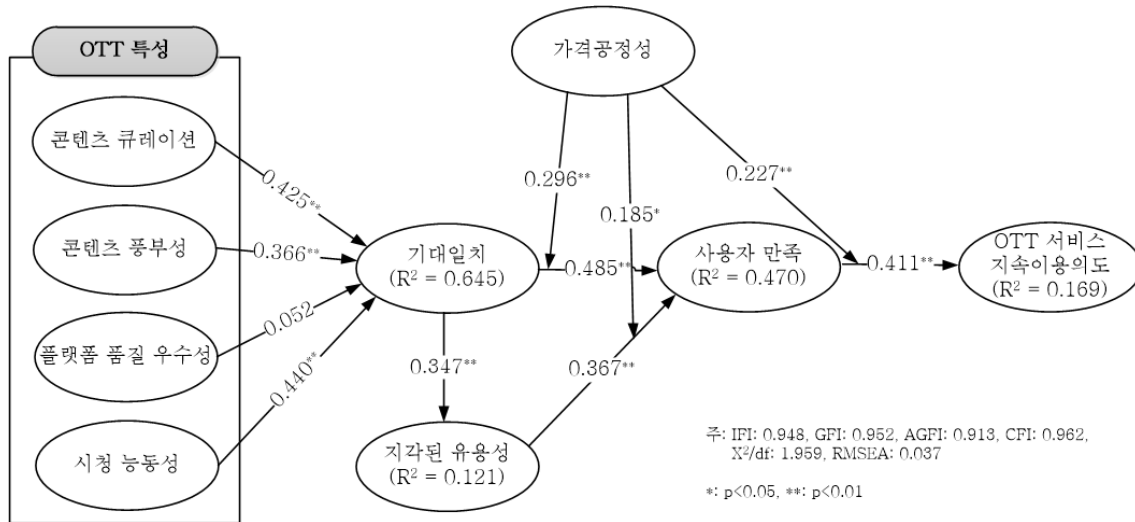 OTT 특성
가격공정성
콘텐츠 큐레이션
0.425**
0.296**
0.227**
0.185*
콘텐츠 풍부성
0.366**
기대일치
(R² = 0.645)
0.485**
사용자 만족
(R² = 0.470)
0.411**
OTT 서비스
지속이용의도
(R² = 0.169)
플랫폼 품질 우수성
0.052
0.440**
0.347**
0.367**
시청 능동성
지각된 유용성
(R² = 0.121)
주: IFI: 0.948, GFI: 0.952, AGFI: 0.913, CFI: 0.962,
X²/df: 1.959, RMSEA: 0.037
*: p<0.05, **: p<0.01